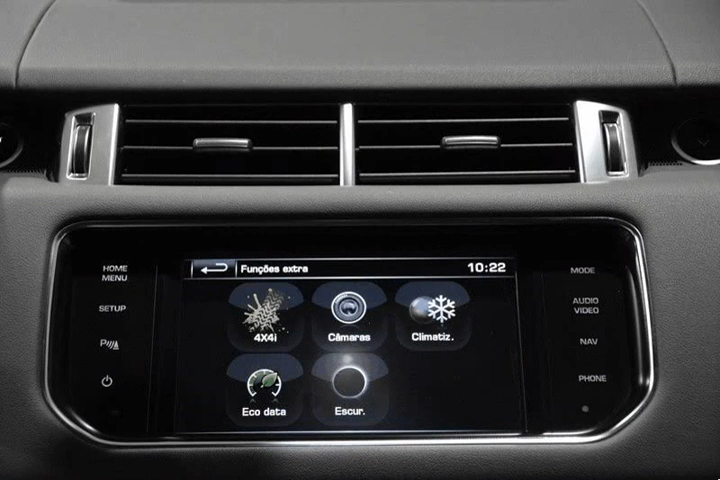 HOME
MENU
SETUP
P
Funções extra
10:22
4X4i
Câmaras
Climatiz.
Eco data
Escur.
MODE
AUDIO
VIDEO
NAV
PHONE